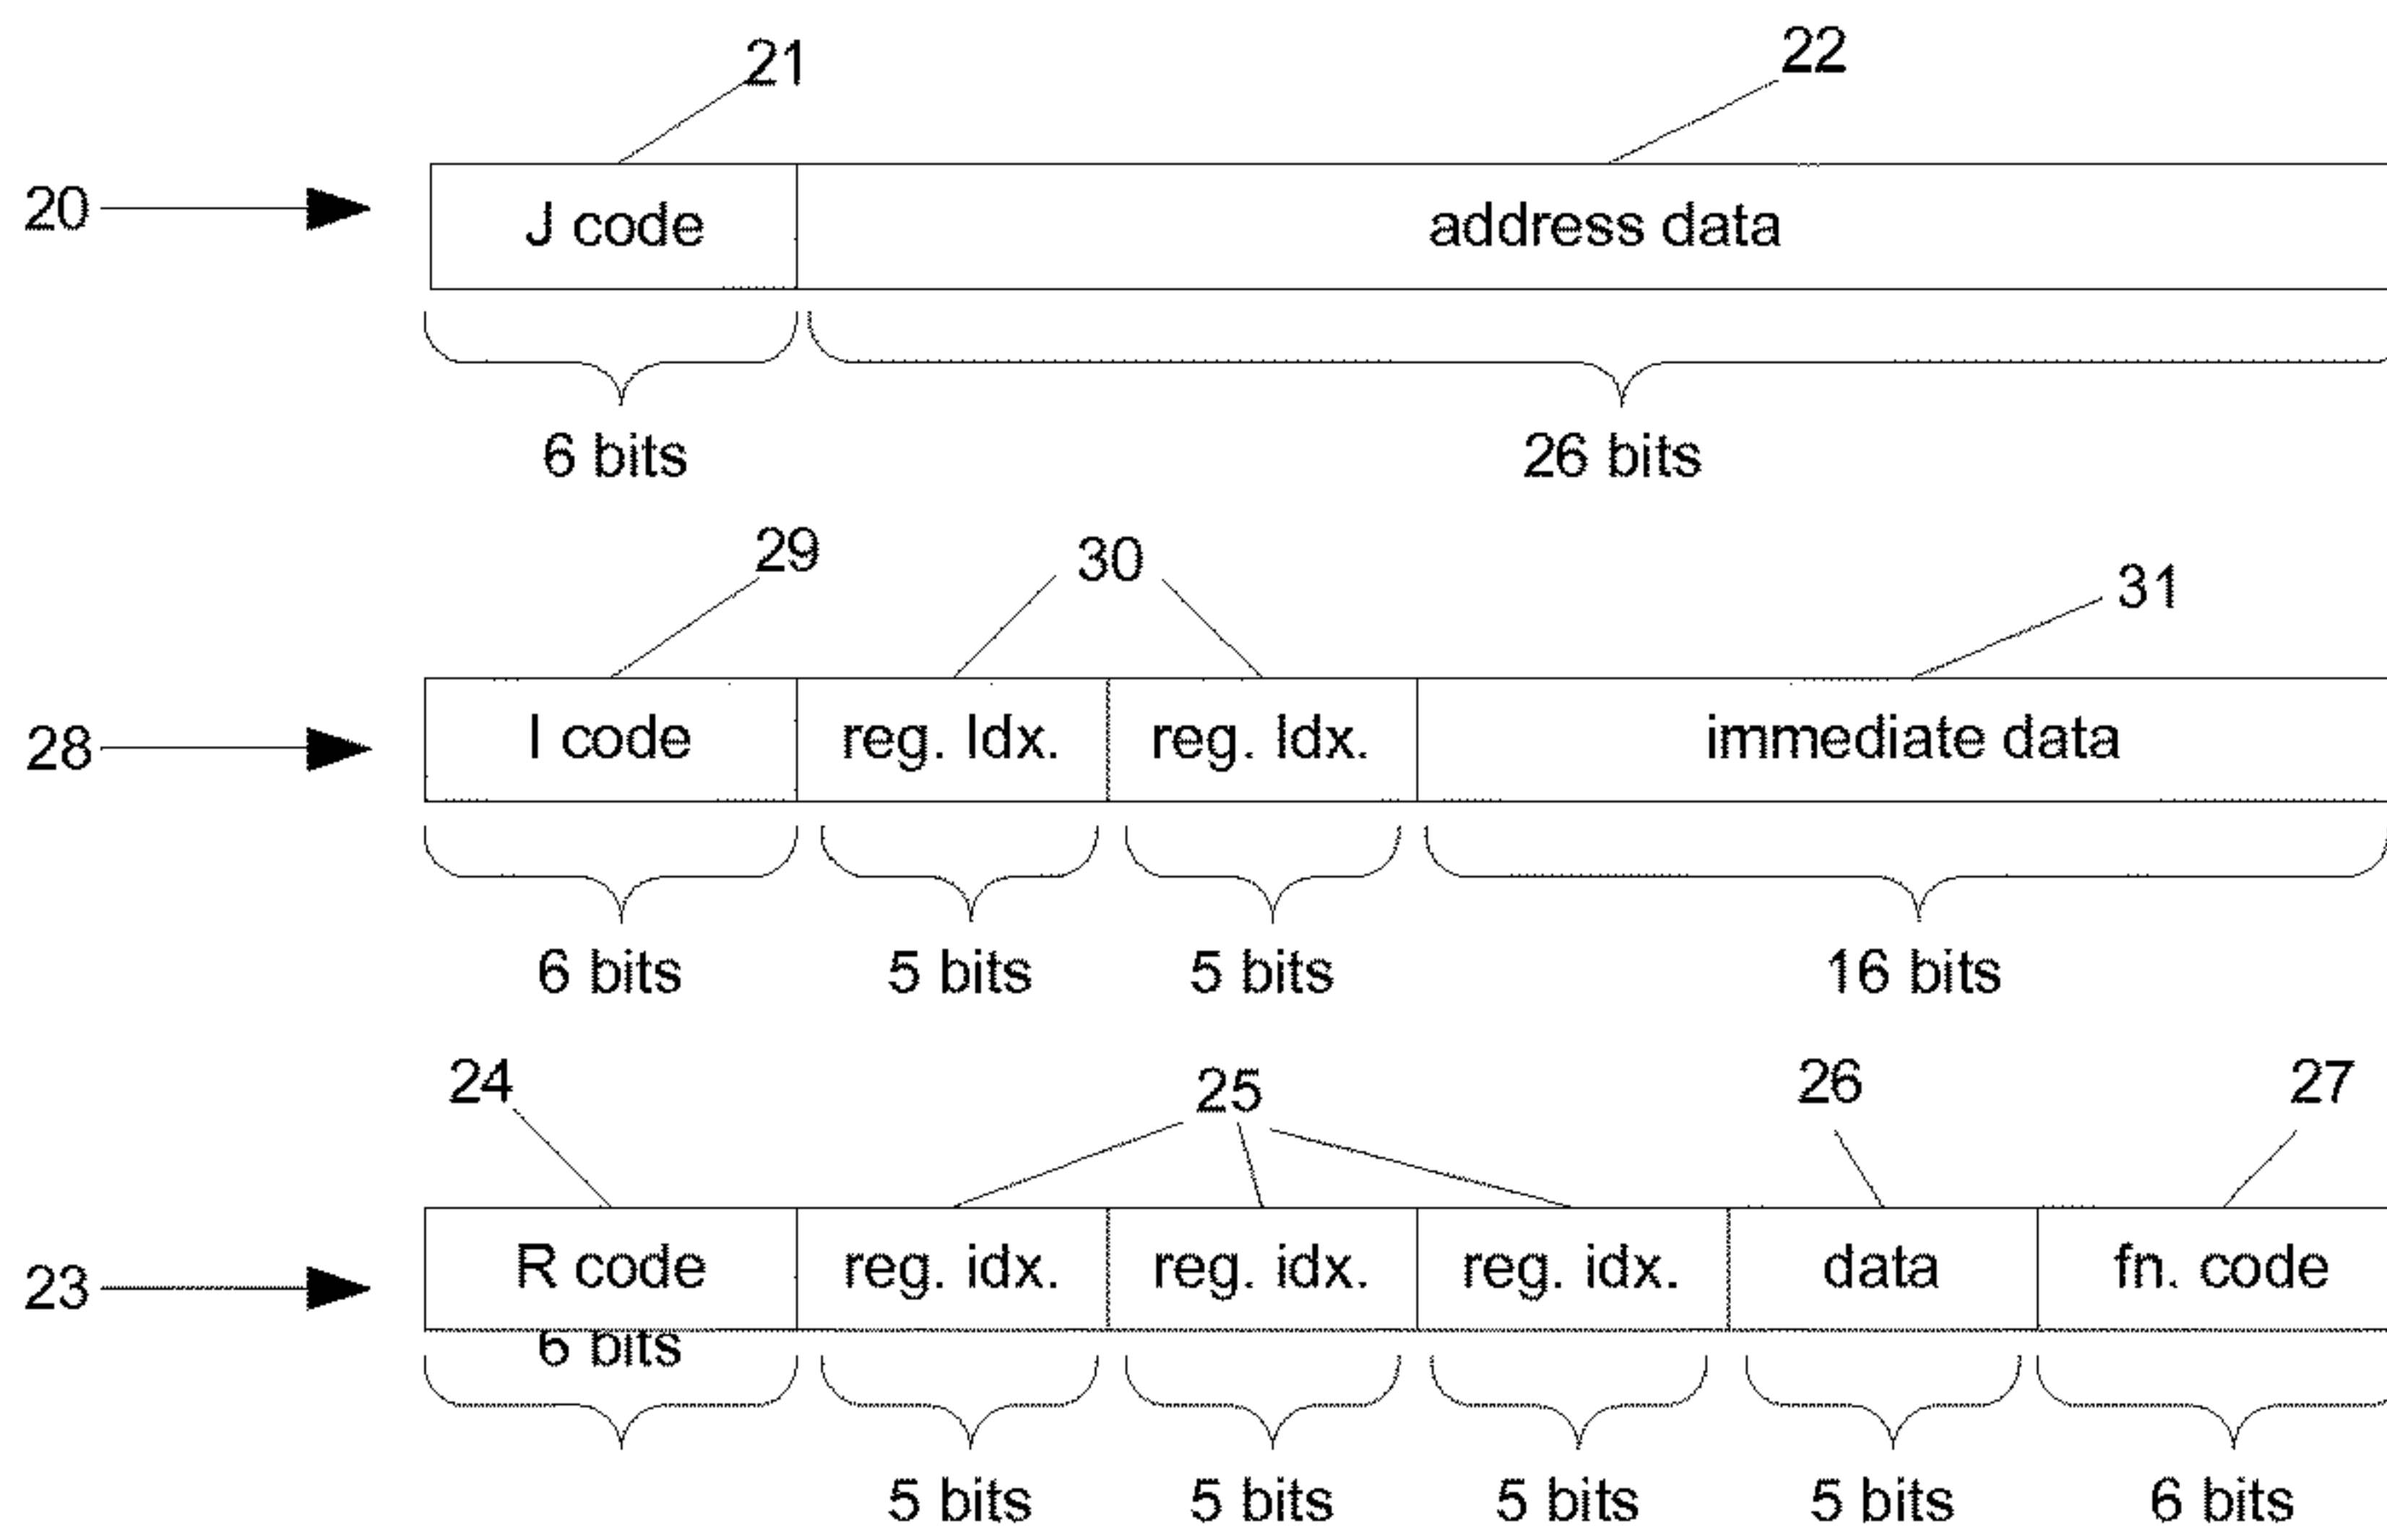 21 22
20 J code address data
6 bits 26 bits
29 30 31
28 I code reg. Idx. reg. Idx. immediate data
6 bits 5 bits 5 bits 16 bits
24 25 26 27
23 R code reg. idx. reg. idx. reg. idx. data fn. code
6 bits
5 bits 5 bits 5 bits 5 bits 6 bits